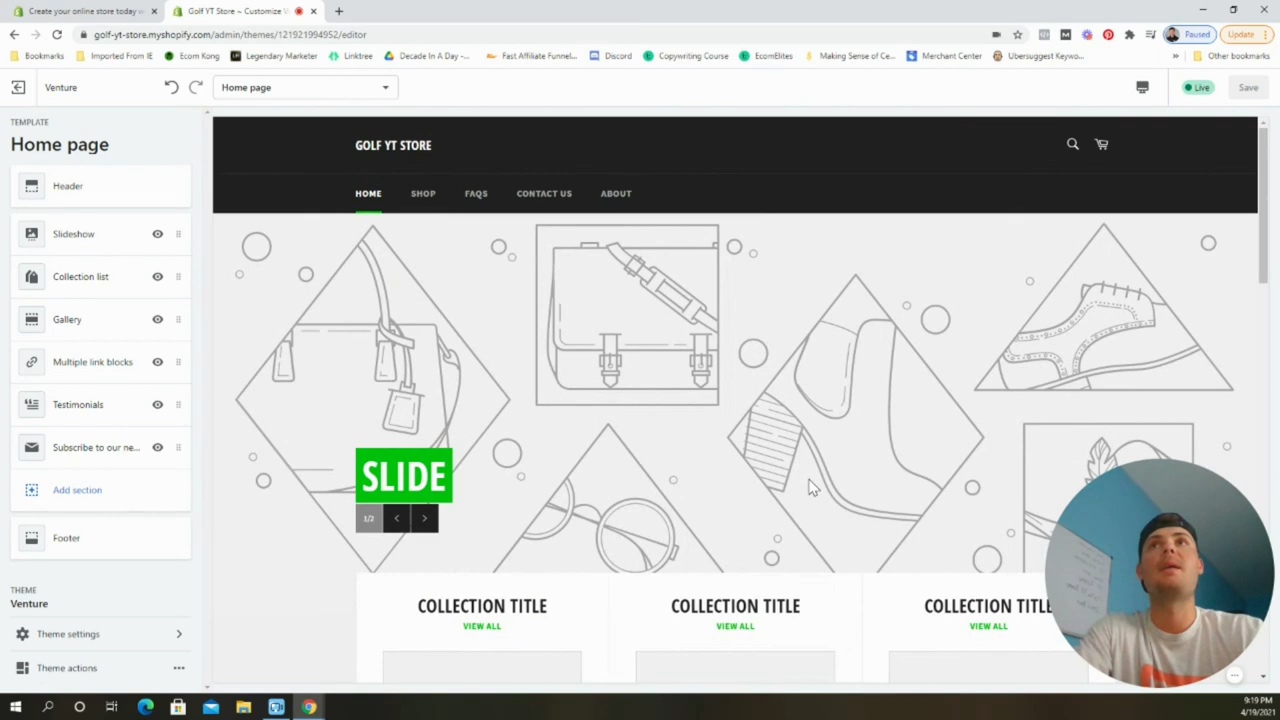 Create your online store today w
Golf YT Store ~ Customize V
golf-yt-store.myshopify.com/admin/themes/121921994952/editor
Paused
Update
Bookmarks
Imported From IE
Ecom Kong
Legendary Marketer
Linktree
Decade In A Day -...
Fast Affiliate Funnel...
Discord
Copywriting Course
EcomElites
Making Sense of Ce...
Merchant Center
Ubersuggest Keywo...
»
Other bookmarks
Venture
Home page
Live
Save
TEMPLATE
Home page
Header
Slideshow
Collection list
Gallery
Multiple link blocks
Testimonials
Subscribe to our ne...
Add section
Footer
THEME
Venture
Theme settings
Theme actions
GOLF YT STORE
HOME
SHOP
FAQS
CONTACT US
ABOUT
SLIDE
1/2
COLLECTION TITLE
VIEW ALL
COLLECTION TITLE
VIEW ALL
COLLECTION TITLE
VIEW ALL
9:19 PM
4/19/2021